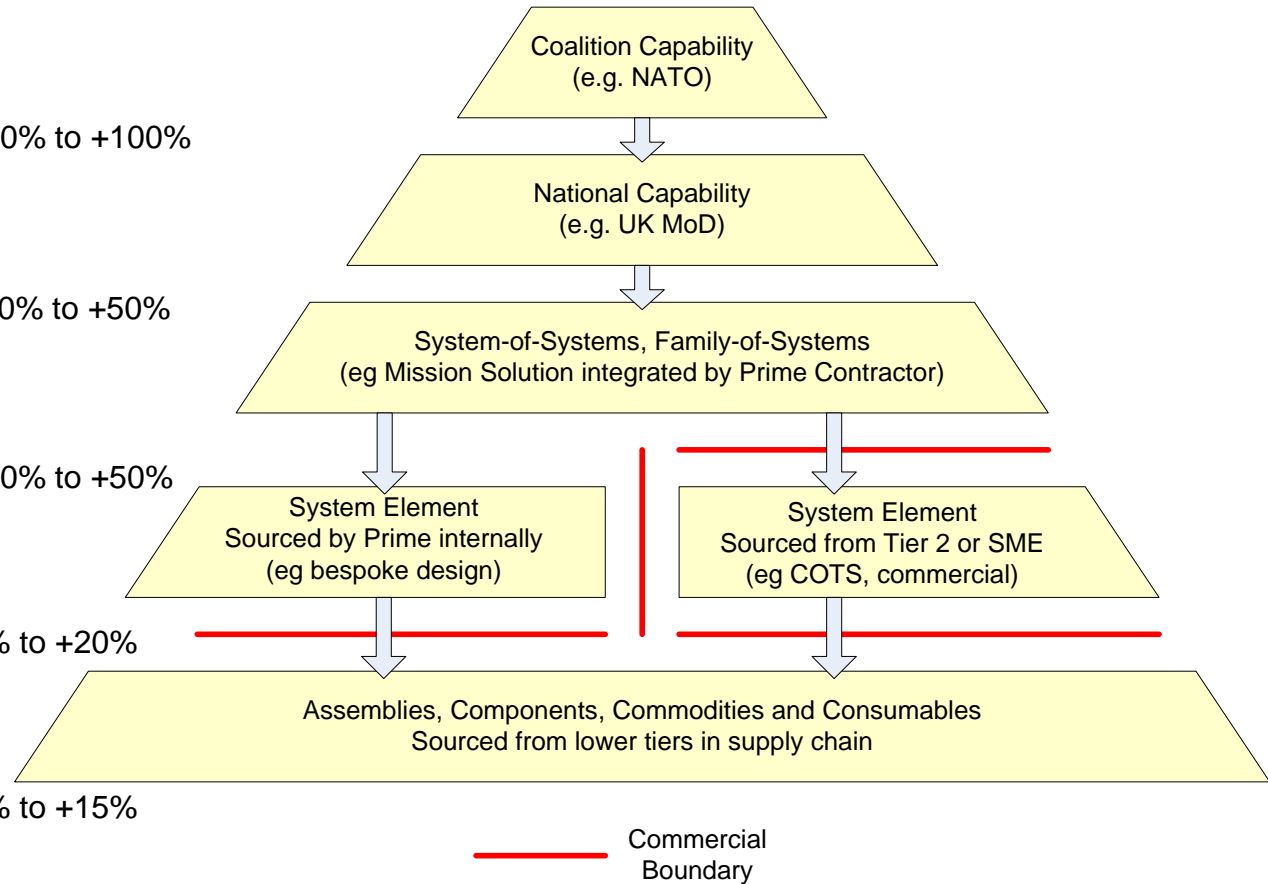 Coalition Capability
(e.g. NATO)
0% to +100%
National Capability
(e.g. UK MoD)
0% to +50%
System-of-Systems, Family-of-Systems
(eg Mission Solution integrated by Prime Contractor)
0% to +50%
System Element
Sourced by Prime internally
(eg bespoke design)
System Element
Sourced from Tier 2 or SME
(eg COTS, commercial)
% to +20%
Assemblies, Components, Commodities and Consumables
Sourced from lower tiers in supply chain
% to +15%
Commercial
Boundary